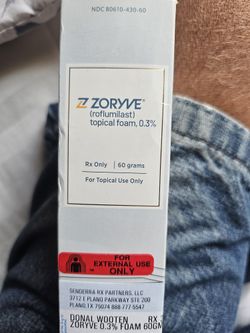 NDC 80610-430-60
ZORYVE®
(roflumilast)
topical foam, 0.3%
Rx Only | 60 grams
For Topical Use Only
FOR
EXTERNAL USE
ONLY
SENDERRA RX PARTNERS, LLC
3712 E PLANO PARKWAY STE 200
PLANO, TX 75074 888-777-5547
DONAL WOOTEN RX
ZORYVE 0.3% FOAM 60GM